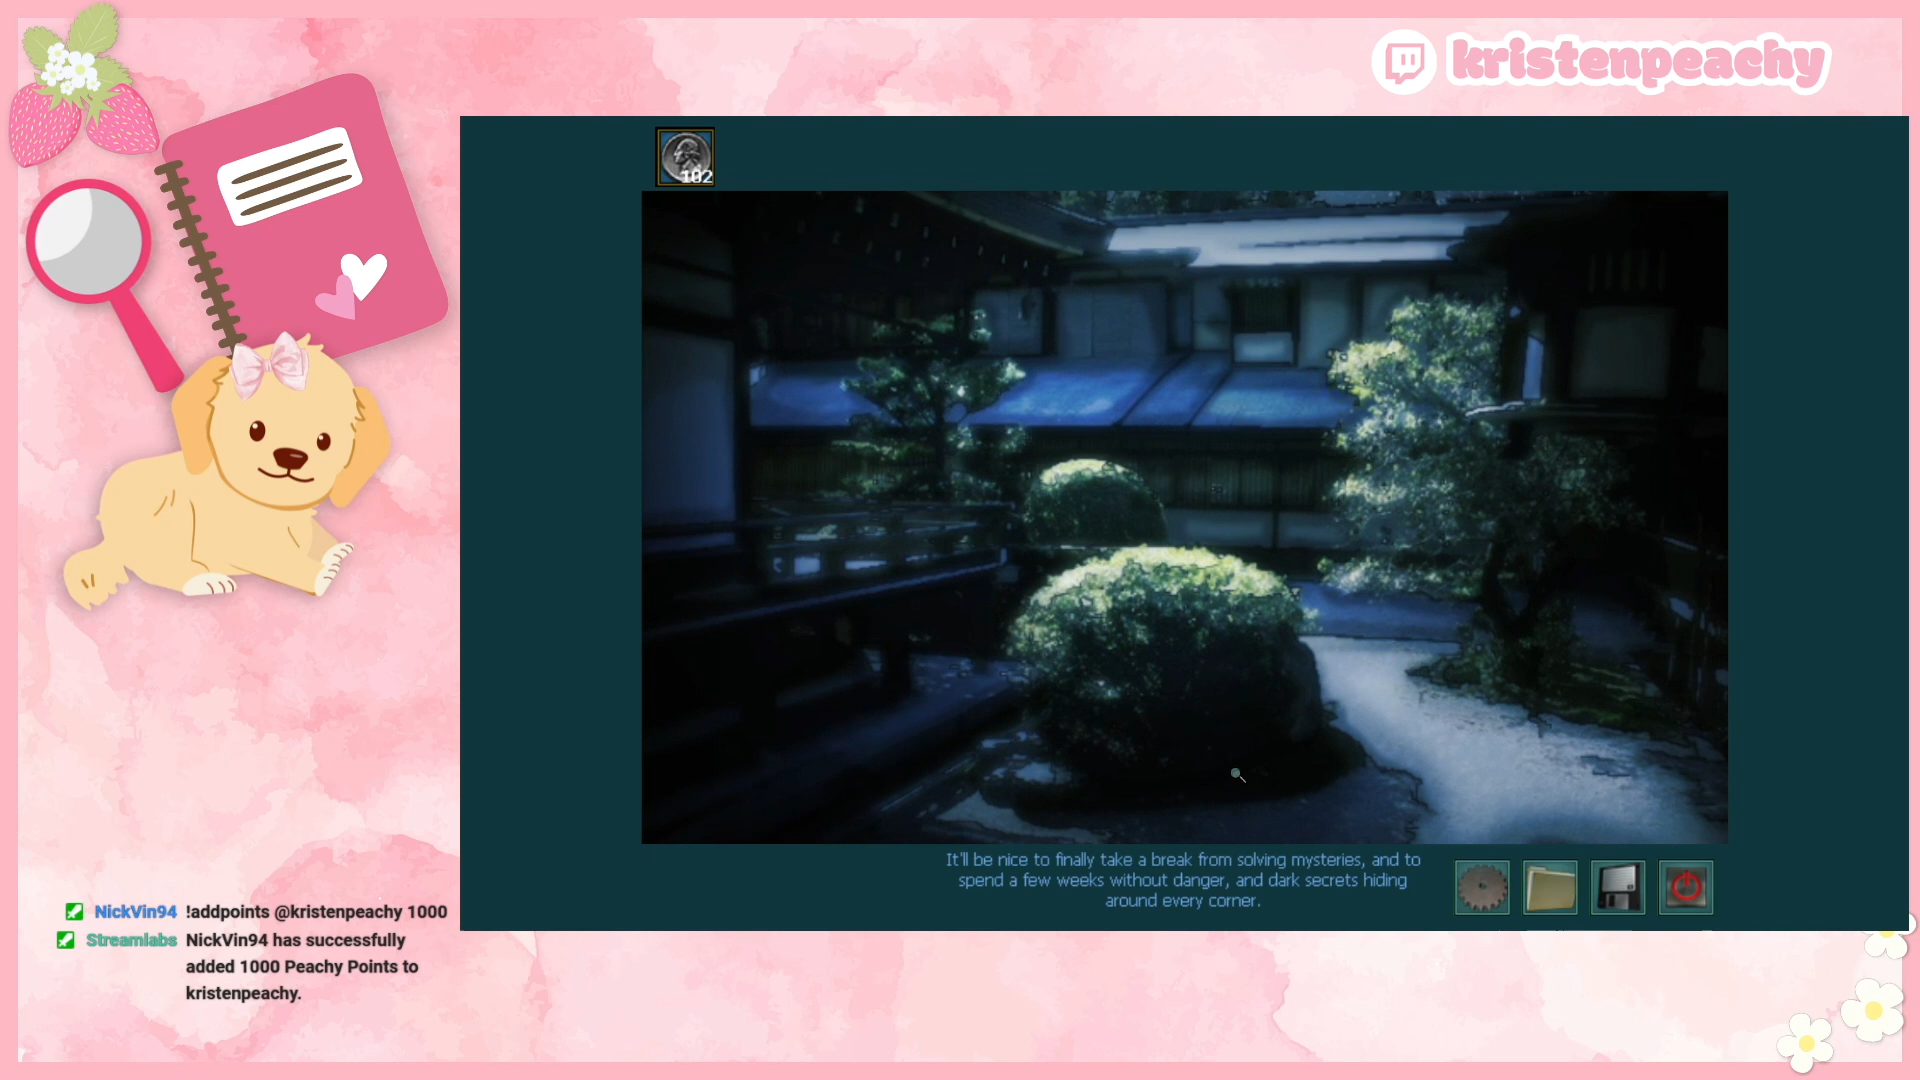 kristenpeachy
102
It'll be nice to finally take a break from solving mysteries, and to
spend a few weeks without danger, and dark secrets hiding
around every corner.
NickVin94 !addpoints @kristenpeachy 1000
Streamlabs NickVin94 has successfully
added 1000 Peachy Points to
kristenpeachy.